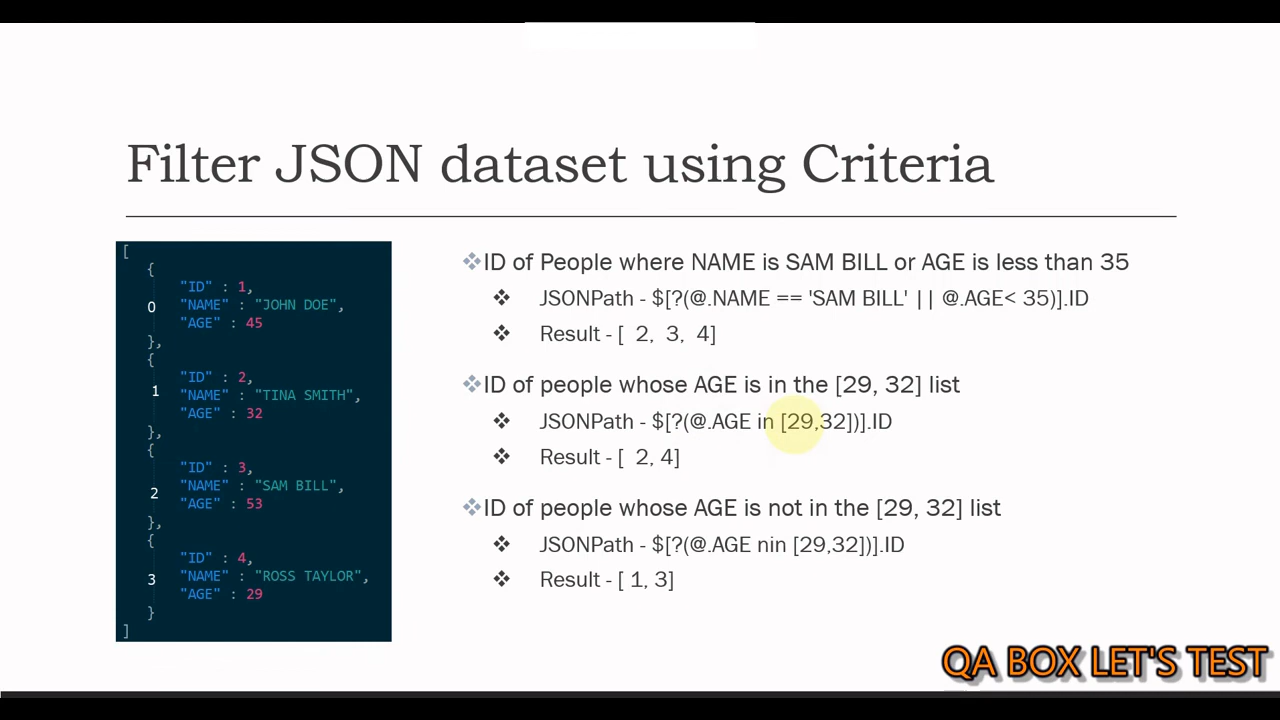 Filter JSON dataset using Criteria
[
{
"ID" : 1,
0 "NAME" : "JOHN DOE",
"AGE" : 45
},
{
"ID" : 2,
1 "NAME" : "TINA SMITH",
"AGE" : 32
},
{
"ID" : 3,
2 "NAME" : "SAM BILL",
"AGE" : 53
},
{
"ID" : 4,
3 "NAME" : "ROSS TAYLOR",
"AGE" : 29
}
]
❖ID of People where NAME is SAM BILL or AGE is less than 35
❖ JSONPath - $[?(@.NAME == 'SAM BILL' || @.AGE< 35)].ID
❖ Result - [ 2, 3, 4]
❖ID of people whose AGE is in the [29, 32] list
❖ JSONPath - $[?(@.AGE in [29,32])].ID
❖ Result - [ 2, 4]
❖ID of people whose AGE is not in the [29, 32] list
❖ JSONPath - $[?(@.AGE nin [29,32])].ID
❖ Result - [ 1, 3]
QA BOX LET'S TEST